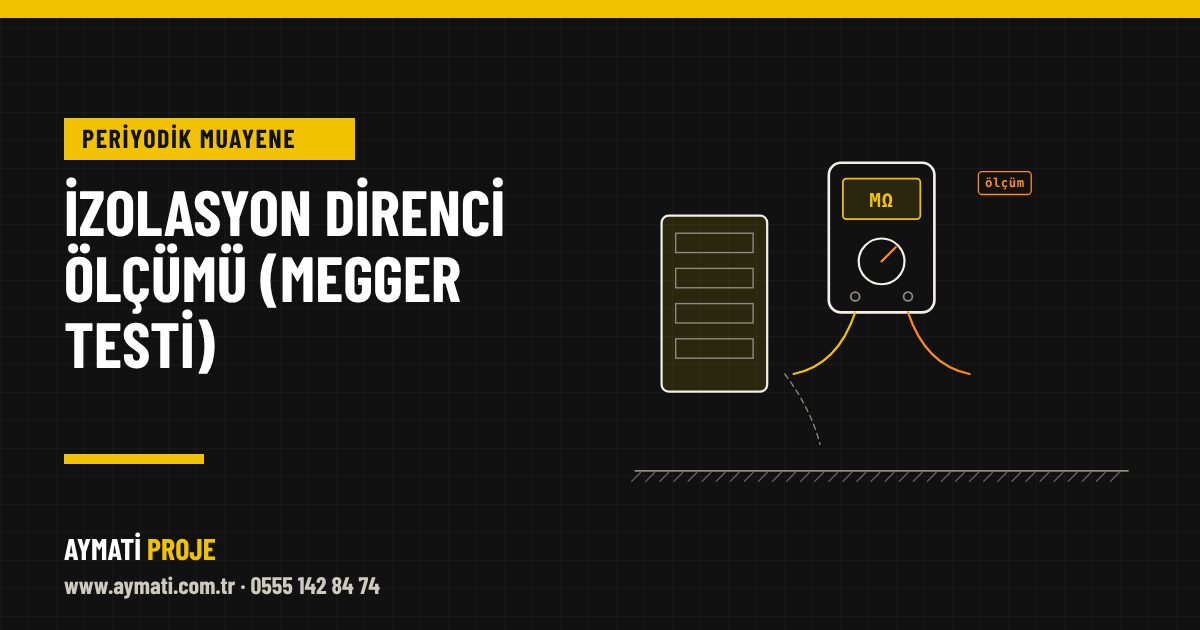 PERİYODİK MUAYENE
İZOLASYON DİRENCİ
ÖLÇÜMÜ (MEGGER
TESTİ)
MΩ
ölçüm
AYMATİ PROJE
www.aymati.com.tr · 0555 142 84 74